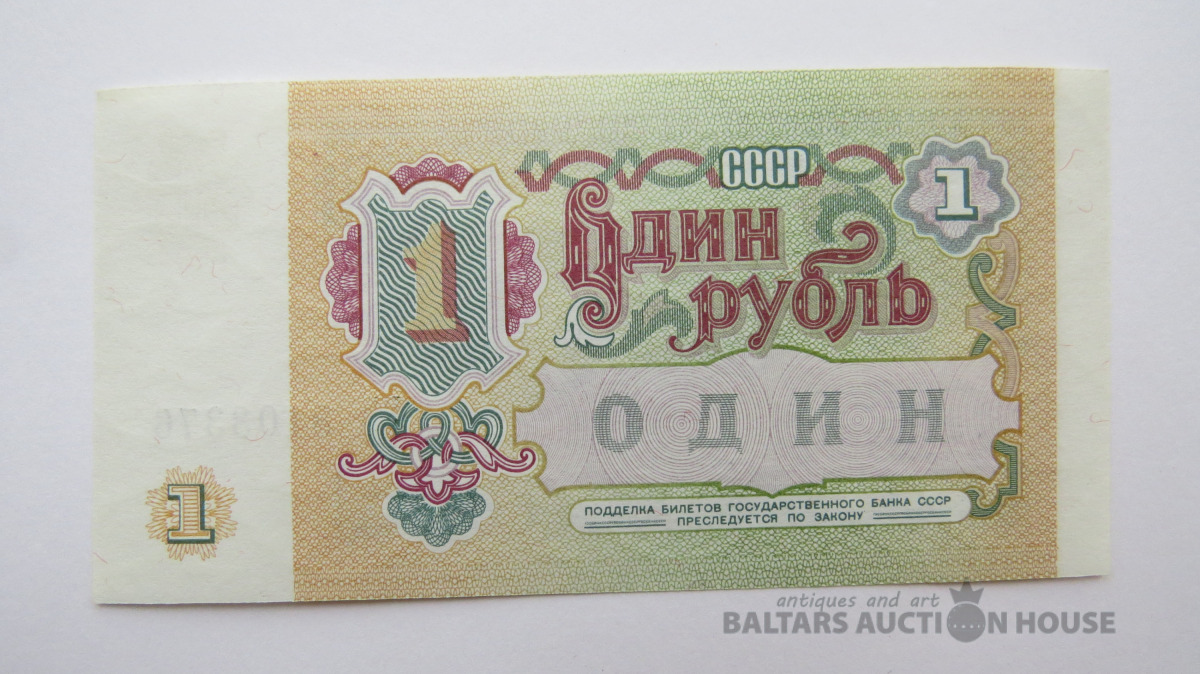 СССР
1
1
Один
рубль
ОДИН
ПОДДЕЛКА БИЛЕТОВ ГОСУДАРСТВЕННОГО БАНКА СССР
ПРЕСЛЕДУЕТСЯ ПО ЗАКОНУ
1
antiques and art
BALTARS AUCTION HOUSE